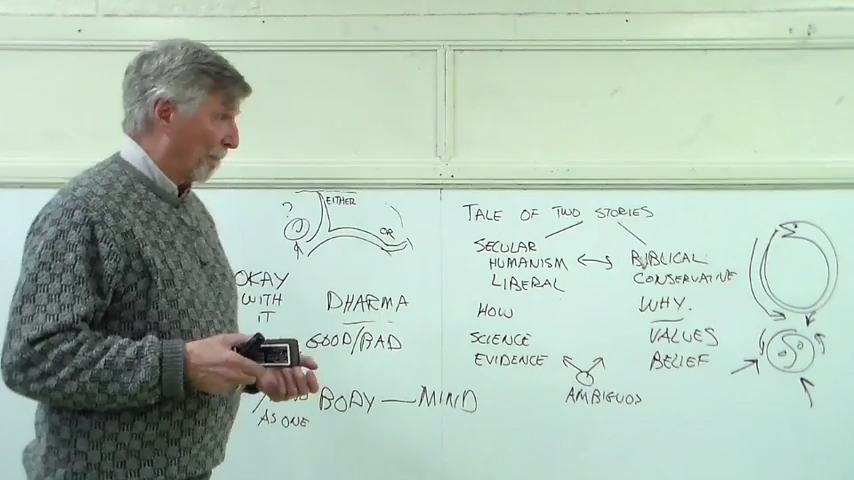 ?
EITHER
OR
OKAY
WITH
IT
DHARMA
GOOD/BAD
BODY — MIND
AS ONE
TALE OF TWO STORIES
SECULAR
HUMANISM
LIBERAL
HOW
SCIENCE
EVIDENCE
BIBLICAL
CONSERVATIVE
WHY.
VALUES
BELIEF
AMBIGUOS